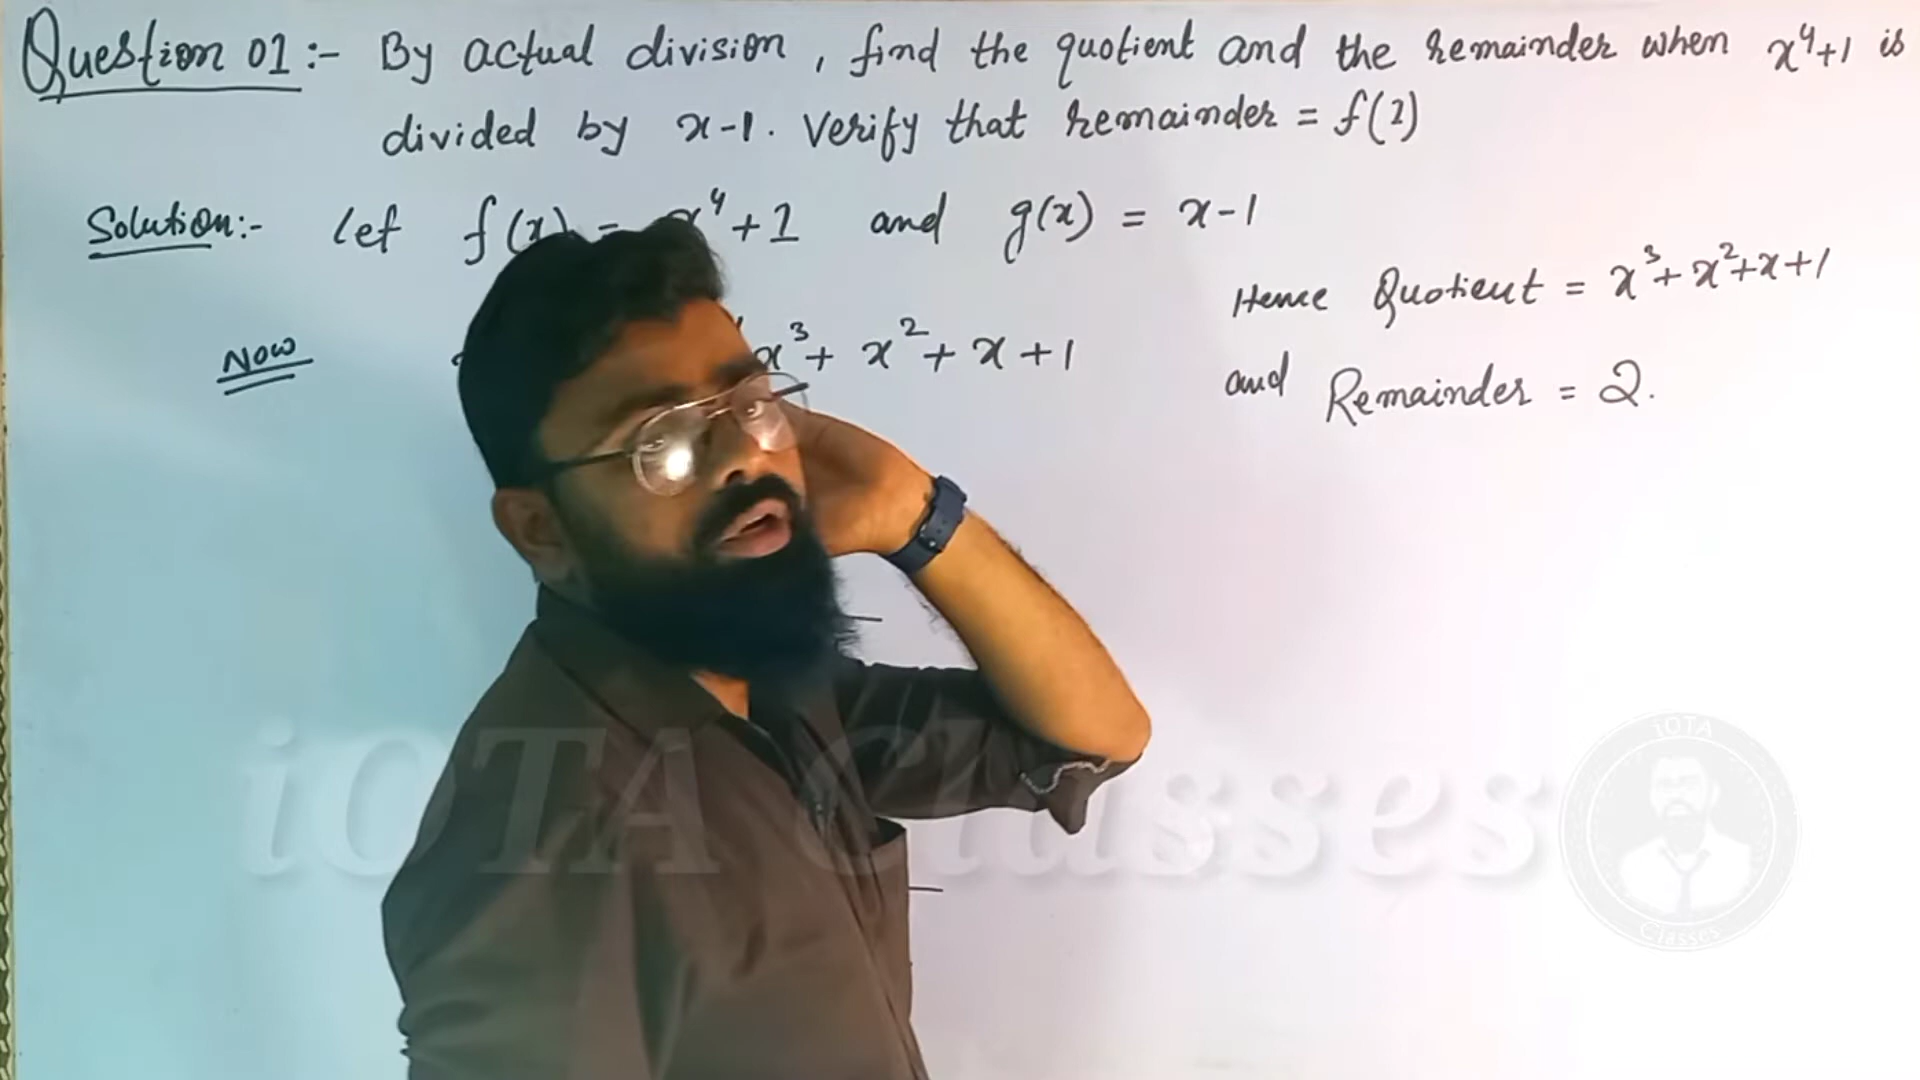 Question 01:- By actual division, find the quotient and the remainder when x⁴+1 is
divided by x-1. Verify that remainder = f(1)
Solution:- Let f(x) = x⁴+1 and g(x) = x-1
Hence Quotient = x³+x²+x+1
Now x³+ x²+ x+1
and Remainder = 2.
iOTA Classes
iOTA
Classes